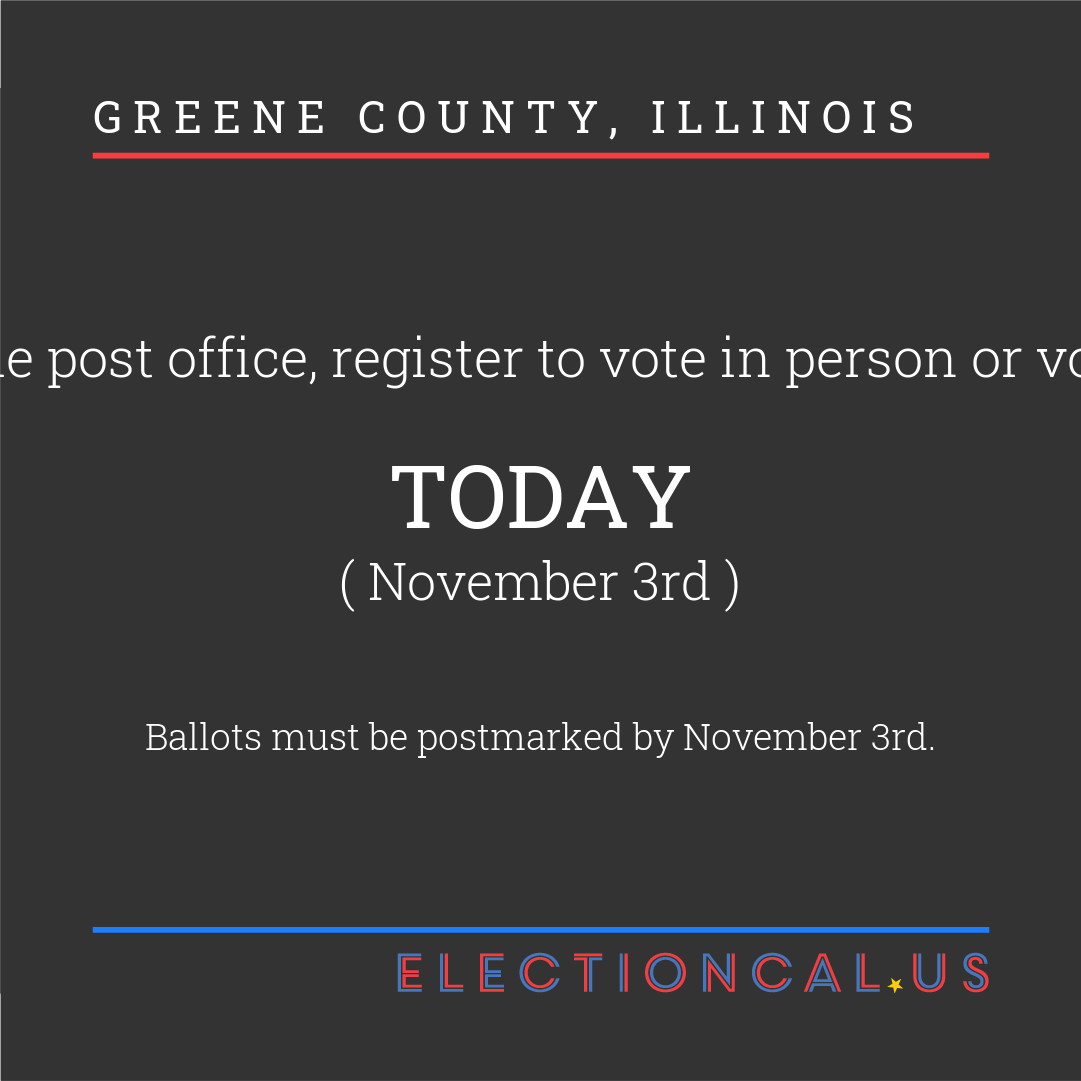 GREENE COUNTY, ILLINOIS
post office, register to vote in person or
TODAY
( November 3rd )
Ballots must be postmarked by November 3rd.
ELECTIONCAL.US